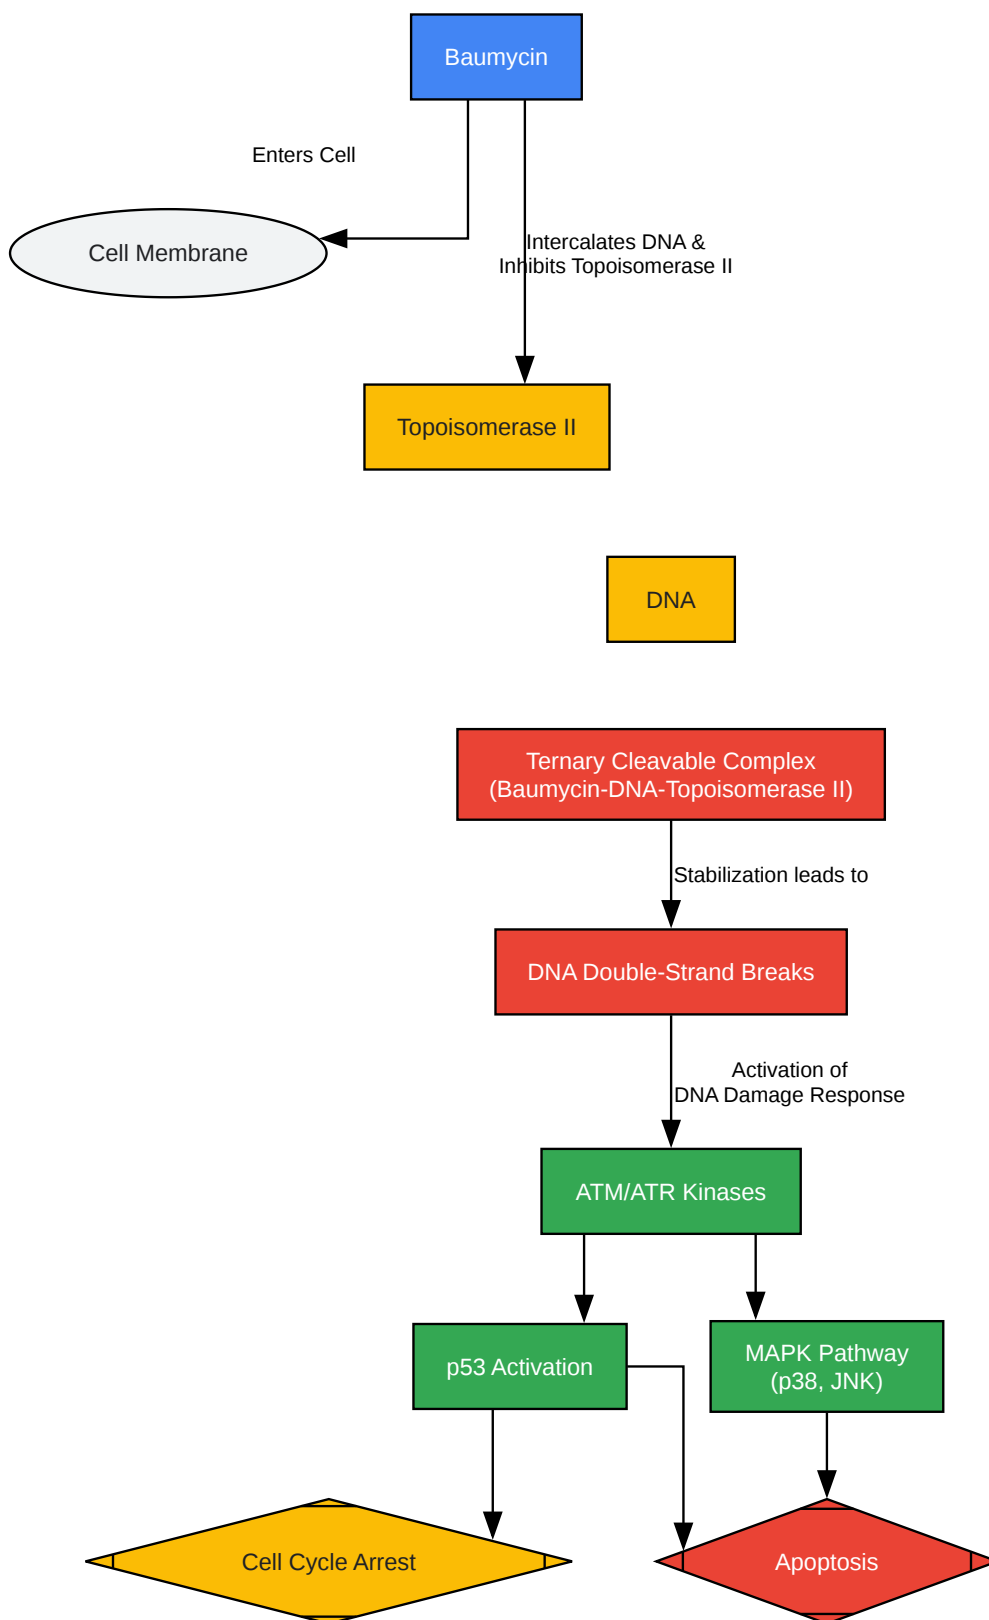 Baumycin
Enters Cell
Cell Membrane
Intercalates DNA &
Inhibits Topoisomerase II
Topoisomerase II
DNA
Ternary Cleavable Complex
(Baumycin-DNA-Topoisomerase II)
Stabilization leads to
DNA Double-Strand Breaks
Activation of
DNA Damage Response
ATM/ATR Kinases
p53 Activation
MAPK Pathway
(p38, JNK)
Cell Cycle Arrest
Apoptosis